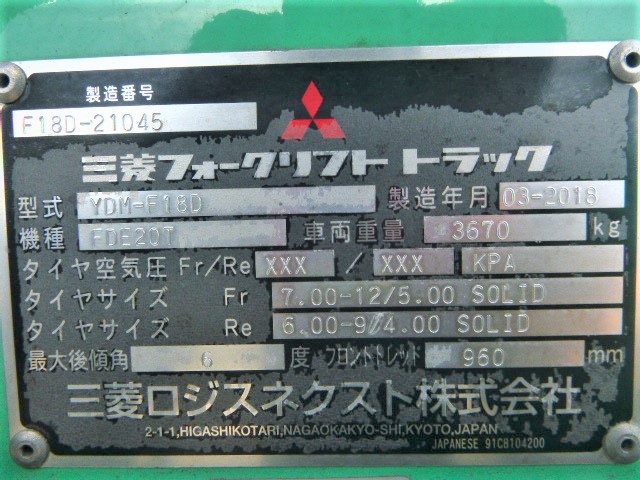 製造番号
F18D-21045
三菱フォークリフト トラック
型式 YDM-F18D 製造年月 03-2018
機種 FDE20T 車両重量 3670 kg
タイヤ空気圧 Fr/Re XXX / XXX KPA
タイヤサイズ Fr 7.00-12/5.00 SOLID
タイヤサイズ Re 6.00-9/4.00 SOLID
最大後傾角 6 度 フロントトレッド 960 mm
三菱ロジスネクスト株式会社
2-1-1,HIGASHIKOTARI,NAGAOKAKYO-SHI,KYOTO,JAPAN
JAPANESE 91C8104200